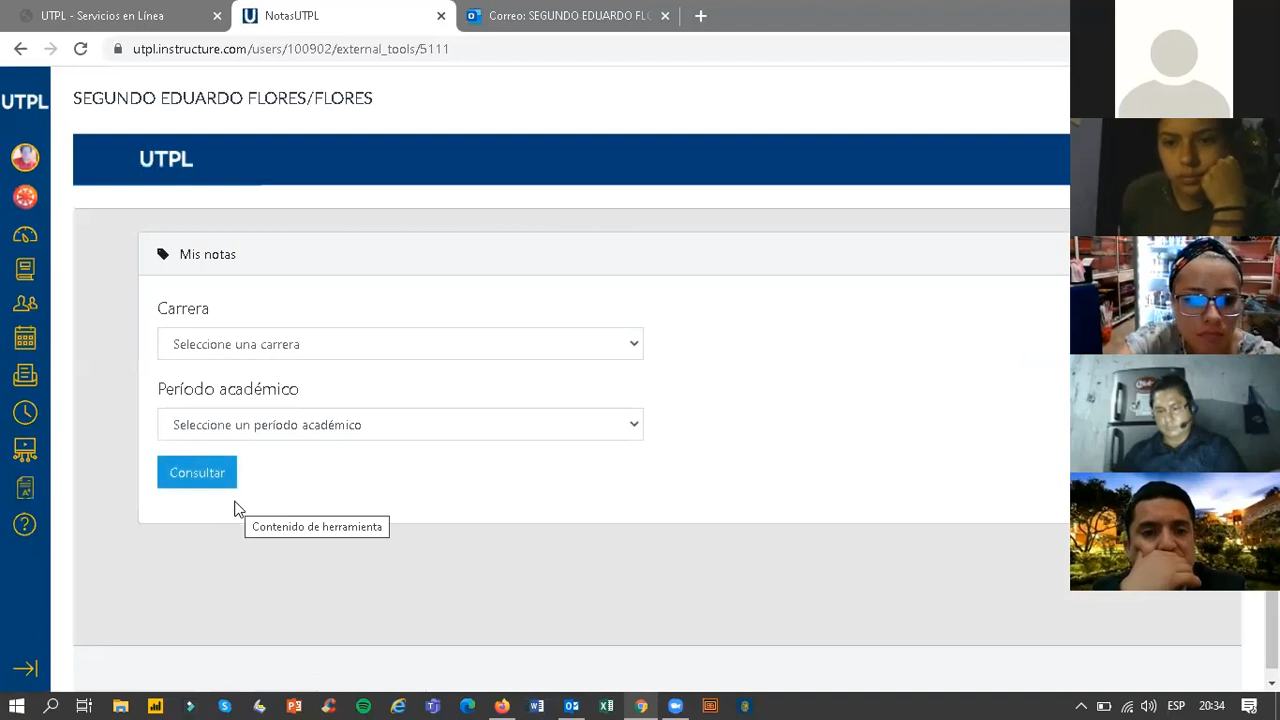 UTPL - Servicios en Línea
NotasUTPL
Correo: SEGUNDO EDUARDO FLO
utpl.instructure.com/users/100902/external_tools/5111
UTPL
SEGUNDO EDUARDO FLORES/FLORES
UTPL
Mis notas
Carrera
Seleccione una carrera
Período académico
Seleccione un período académico
Consultar
Contenido de herramienta
ESP
20:34